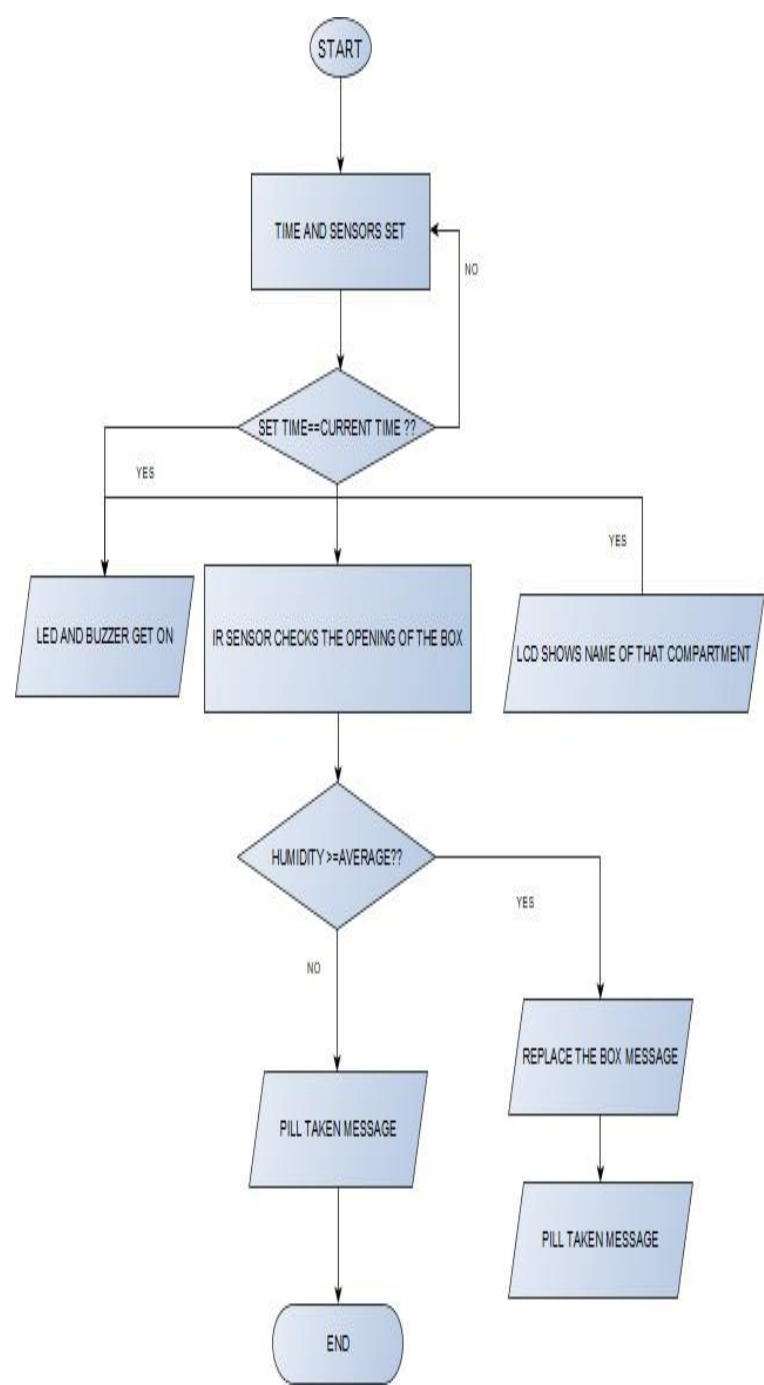 START
TIME AND SENSORS SET
NO
SET TIME==CURRENT TIME ??
YES
YES
LED AND BUZZER GET ON
IR SENSOR CHECKS THE OPENING OF THE BOX
LCD SHOWS NAME OF THAT COMPARTMENT
HUMIDITY >=AVERAGE??
YES
NO
REPLACE THE BOX MESSAGE
PILL TAKEN MESSAGE
PILL TAKEN MESSAGE
END